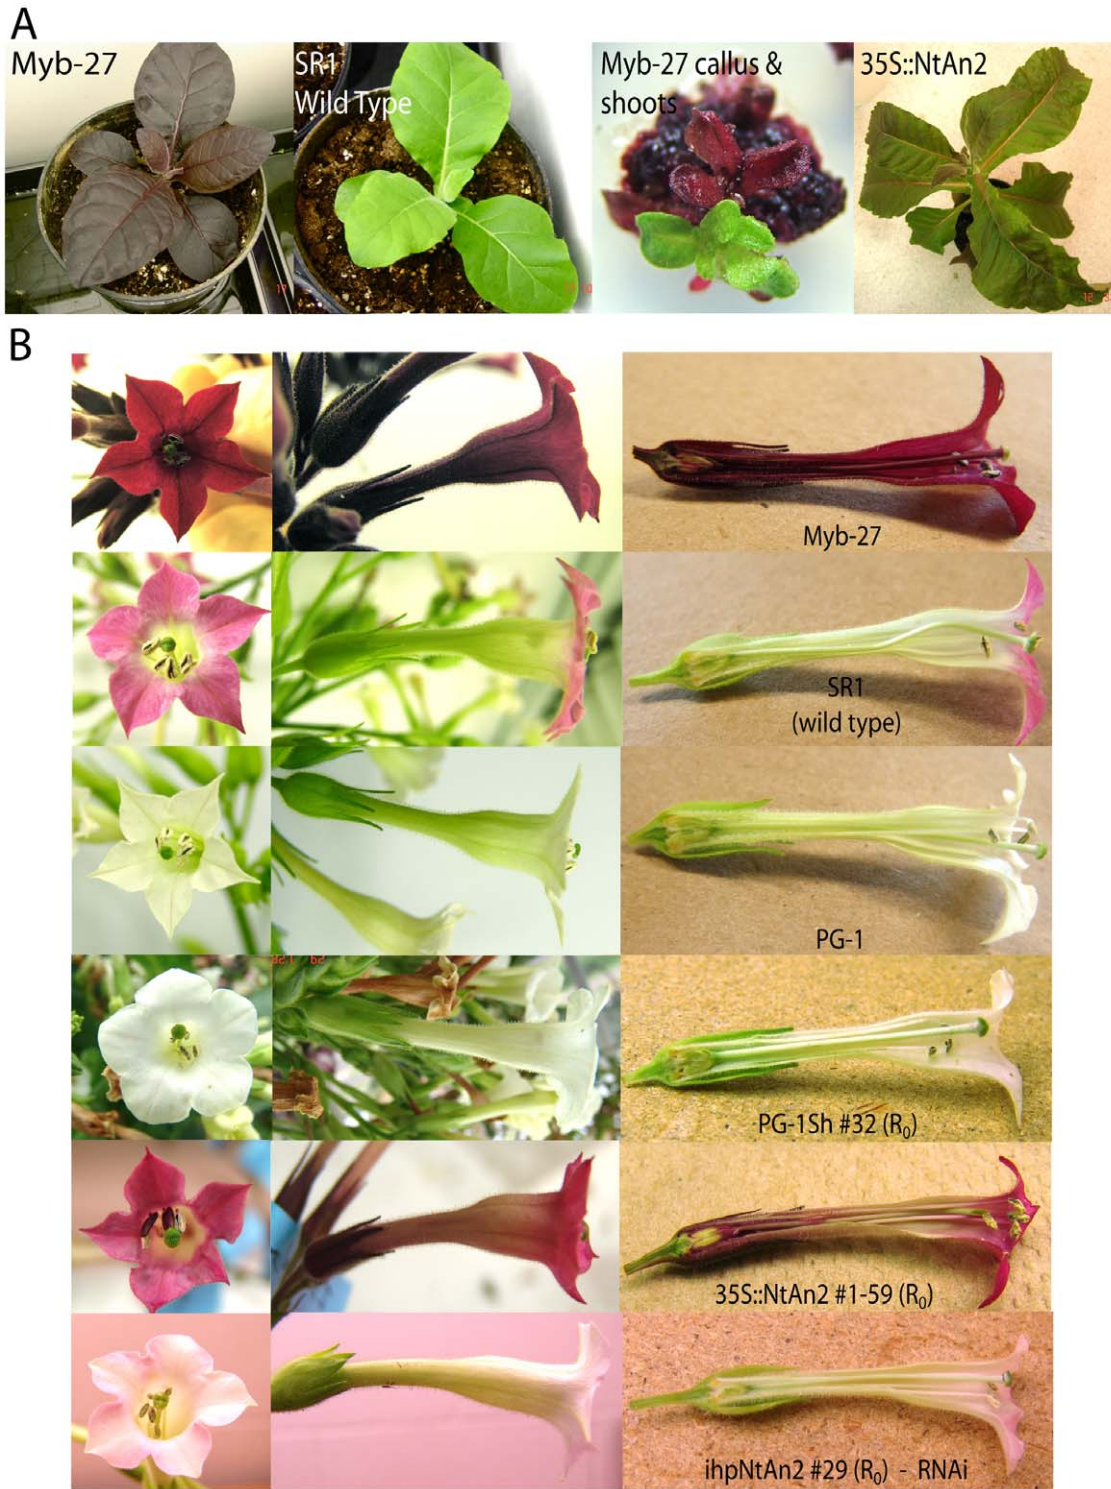 A
Myb-27
SR1
Wild Type
Myb-27 callus &
shoots
35S::NtAn2
B
Myb-27
SR1
(wild type)
PG-1
PG-1Sh #32 (R₀)
35S::NtAn2 #1-59 (R₀)
ihpNtAn2 #29 (R₀) - RNAi